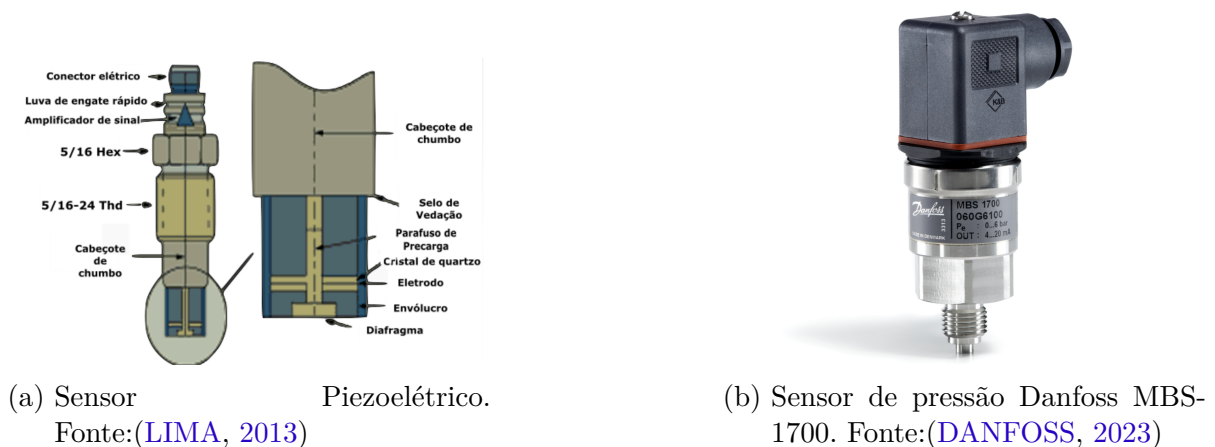 Conector elétrico
Luva de engate rápido
Amplificador de sinal
5/16 Hex
5/16-24 Thd
Cabeçote
de
chumbo
Cabeçote de
chumbo
Selo de
Vedação
Parafuso de
Precarga
Cristal de quartzo
Eletrodo
Envólucro
Diafragma
Danfoss
MBS 1700
060G6100
Pe : 0...6 bar
OUT : 4...20 mA
(a) Sensor Piezoelétrico.
Fonte:(LIMA, 2013)
(b) Sensor de pressão Danfoss MBS-
1700. Fonte:(DANFOSS, 2023)